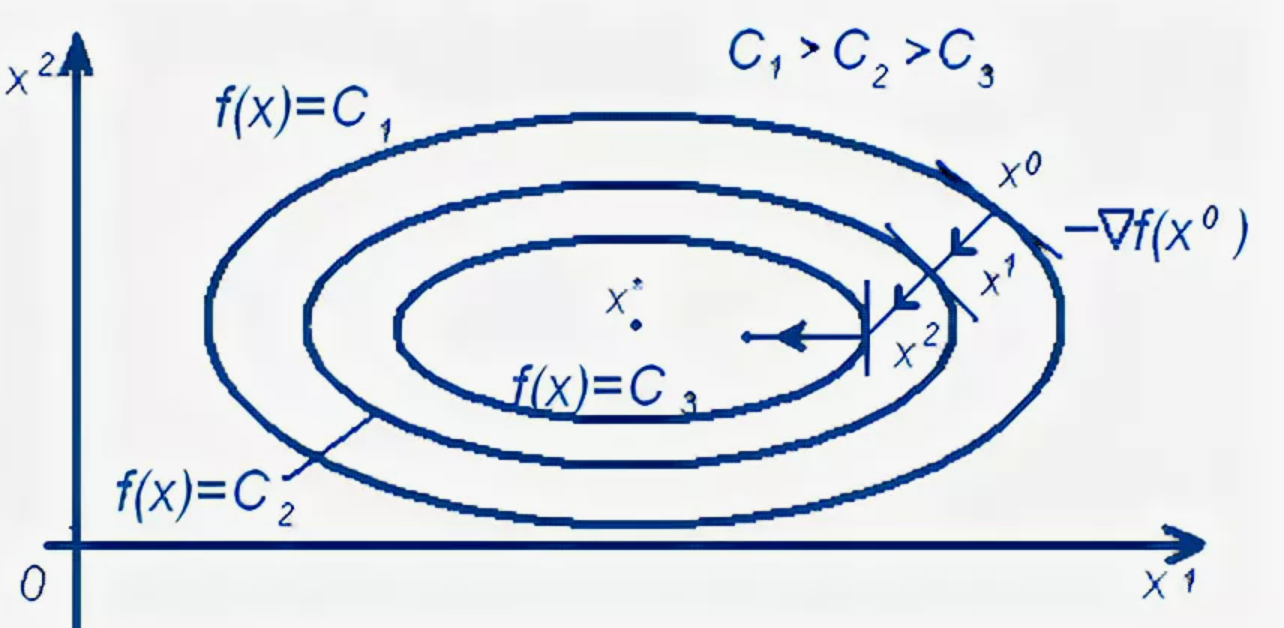 C₁ > C₂ > C₃
x²
f(x)=C₁
x⁰
−∇f(x⁰)
x¹
x*
x²
f(x)=C₃
f(x)=C₂
0
x¹